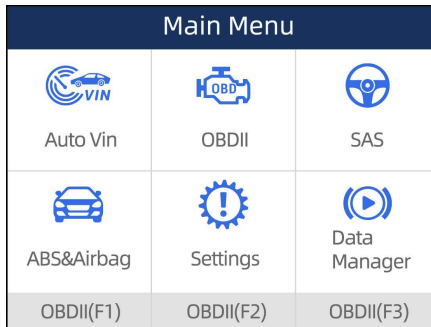 Main Menu
VIN
OBD
Auto Vin
OBDII
SAS
ABS&Airbag
Settings
Data
Manager
OBDII(F1)
OBDII(F2)
OBDII(F3)